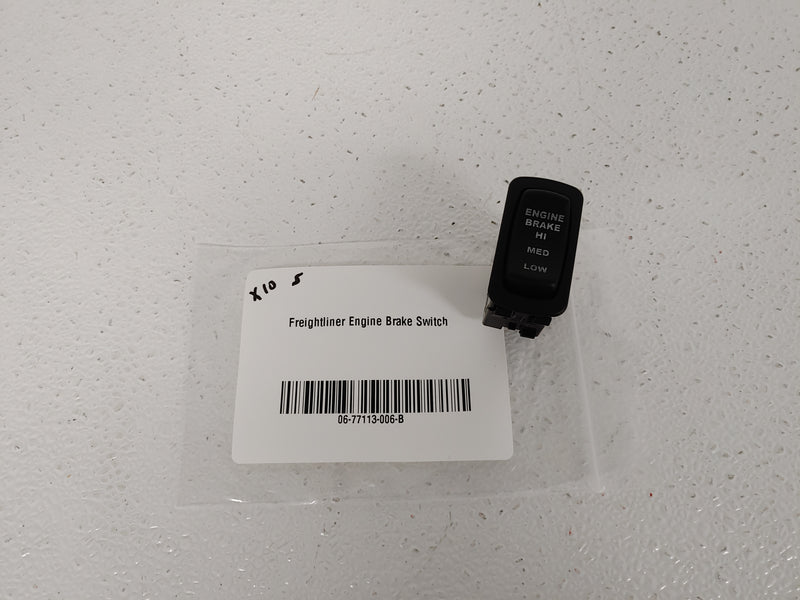 X10 5
Freightliner Engine Brake Switch
06-77113-006-B
ENGINE
BRAKE
HI
MED
LOW